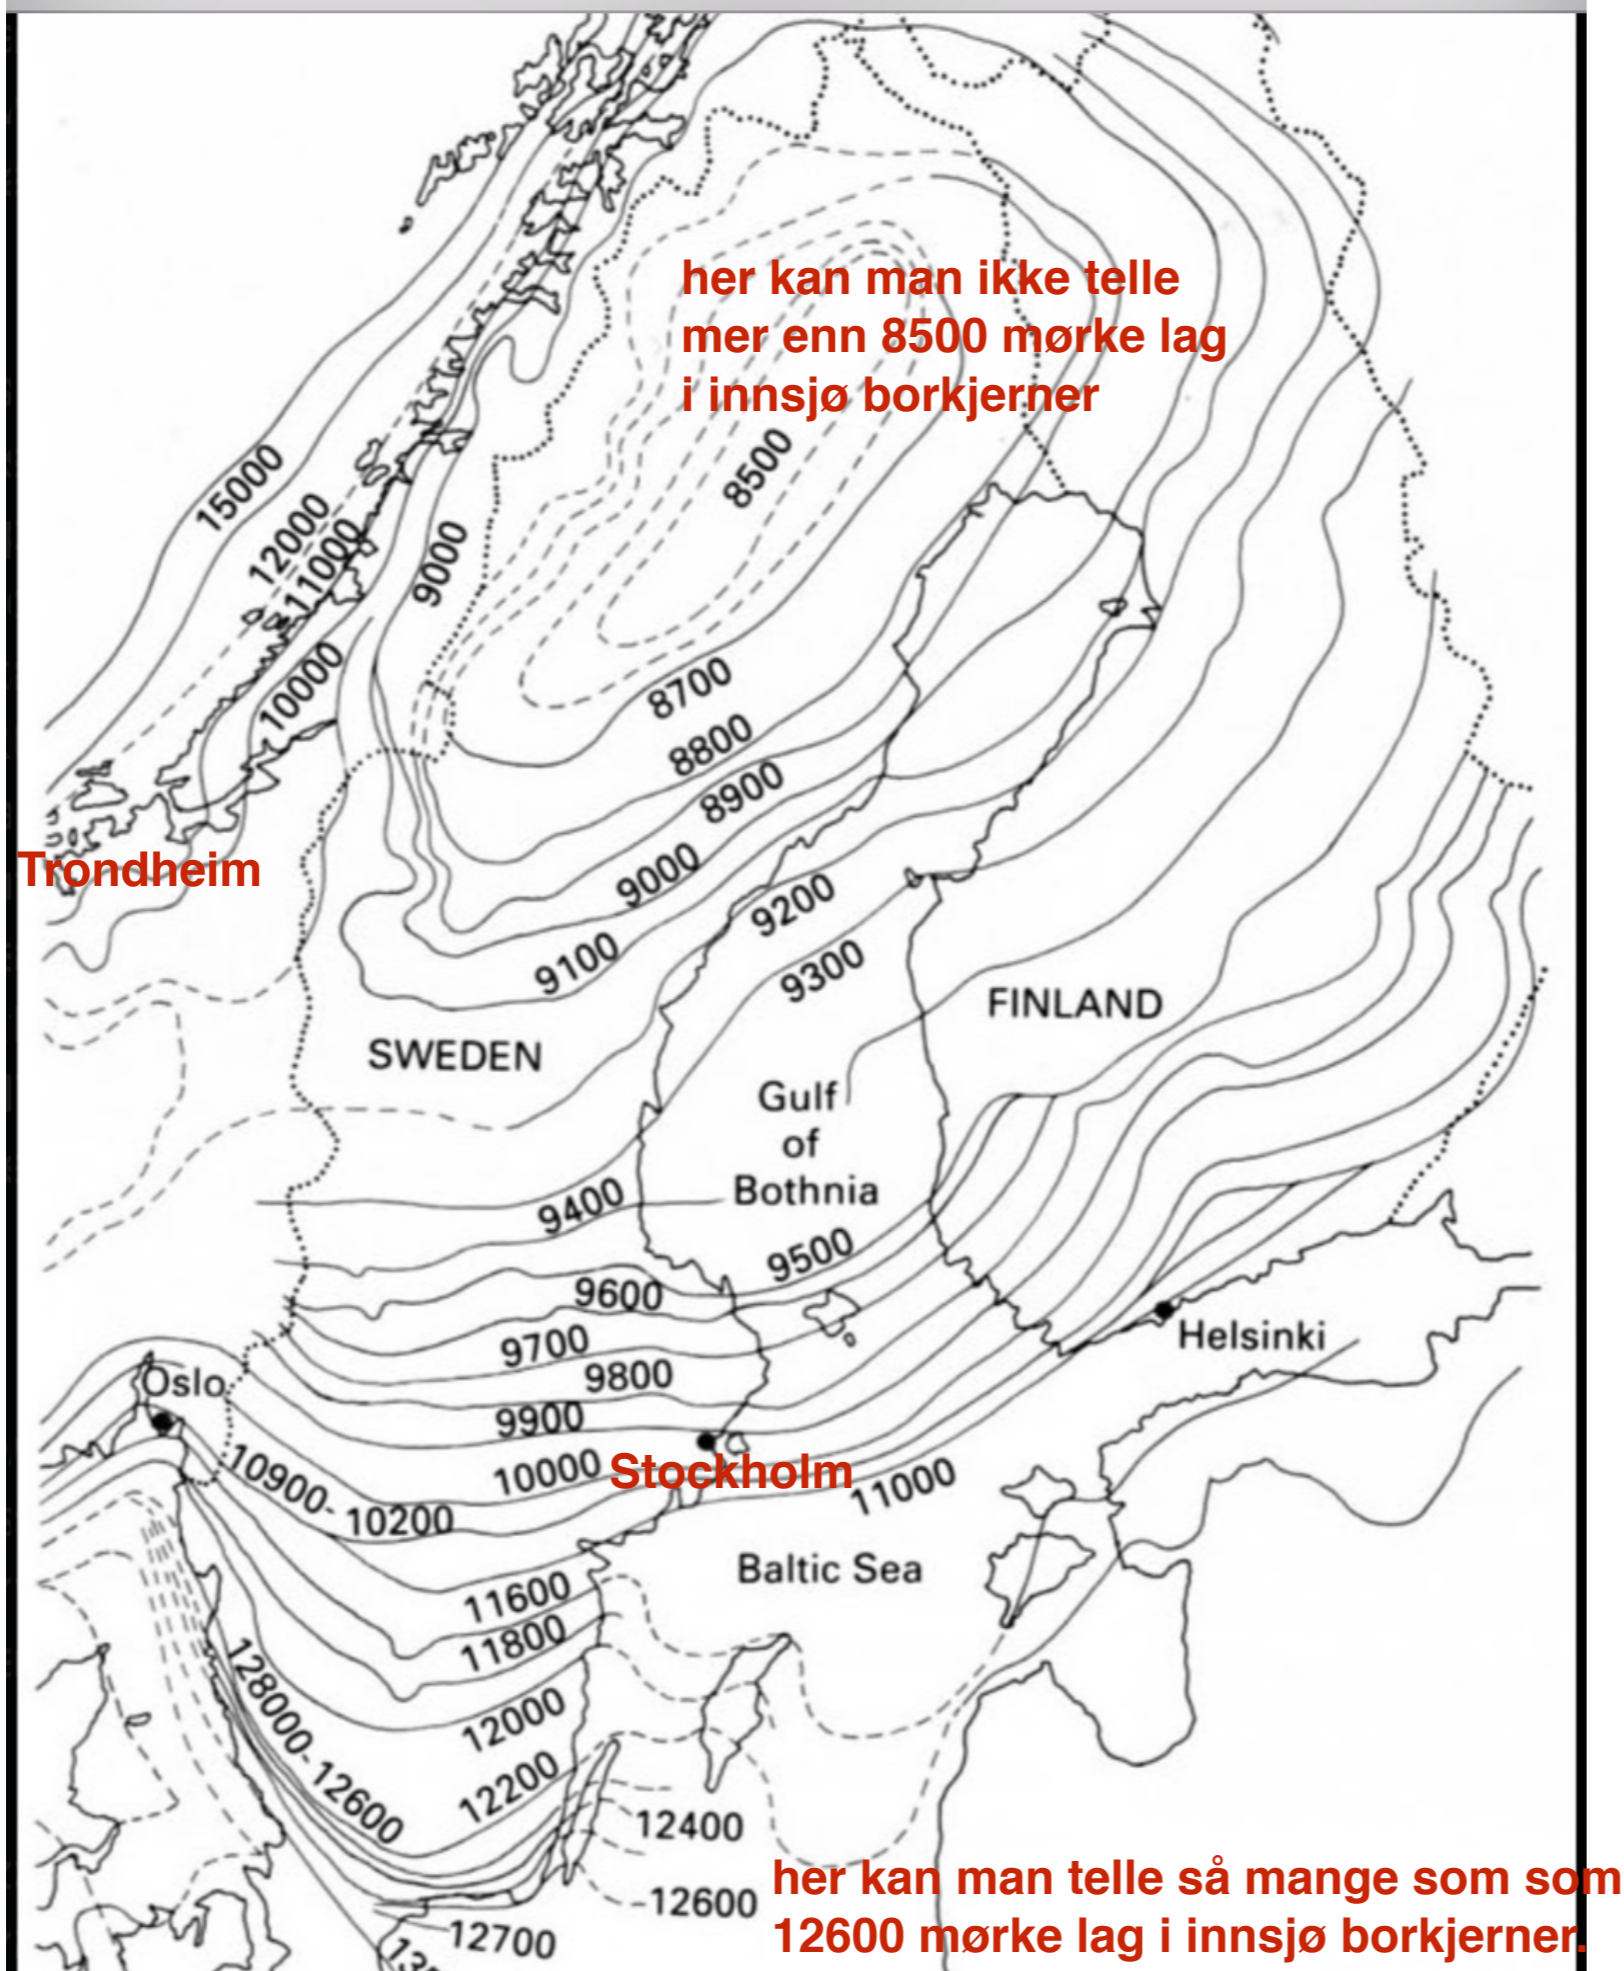 her kan man ikke telle
mer enn 8500 mørke lag
i innsjø borkjerner
15000
12000
11000
9000
8500
10000
8700
8800
8900
Trondheim
9000
9200
9100
9300
FINLAND
SWEDEN
Gulf
of
Bothnia
9400
9500
9600
Helsinki
9700
9800
Oslo
9900
10000
Stockholm
11000
10900-10200
Baltic Sea
11600
11800
12000
12800-12600
12200
12400
her kan man telle så mange som som
12600
12600 mørke lag i innsjø borkjerner.
12700